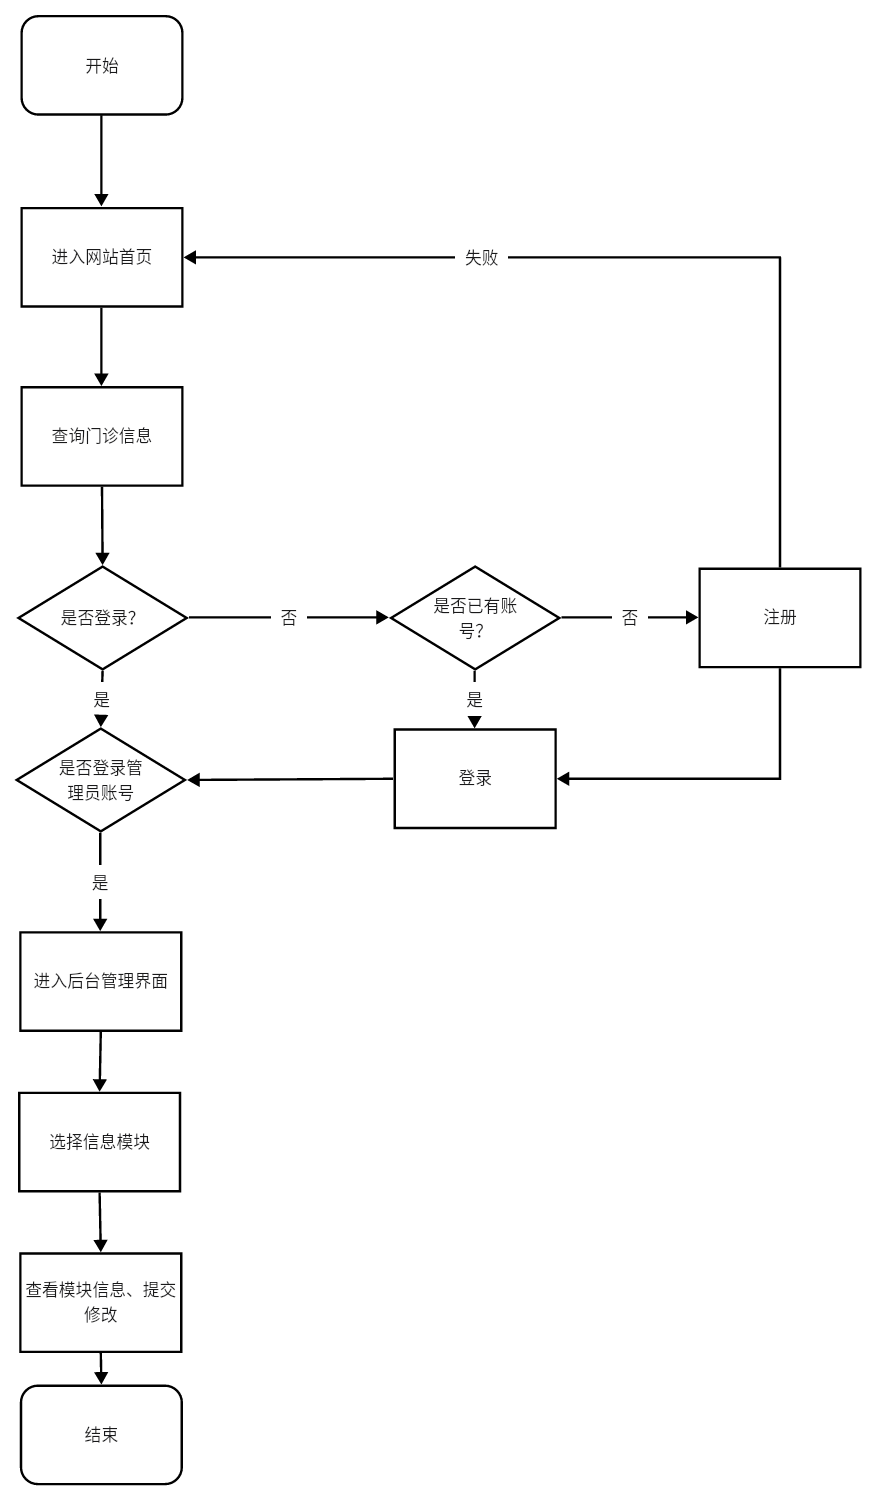 开始
进入网站首页
失败
查询门诊信息
是否登录？
否
是否已有账
号？
否
注册
是
是
是否登录管
理员账号
登录
是
进入后台管理界面
选择信息模块
查看模块信息、提交
修改
结束